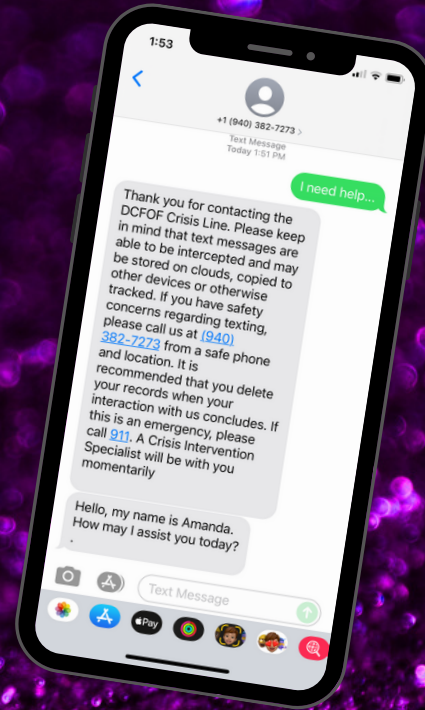 1:53
+1 (940) 382-7273 >
Text Message
Today 1:51 PM
I need help...
Thank you for contacting the
DCFOF Crisis Line. Please keep
in mind that text messages are
able to be intercepted and may
be stored on clouds, copied to
other devices or otherwise
tracked. If you have safety
concerns regarding texting,
please call us at (940)
382-7273 from a safe phone
and location. It is
recommended that you delete
your records when your
interaction with us concludes. If
this is an emergency, please
call 911. A Crisis Intervention
Specialist will be with you
momentarily
Hello, my name is Amanda.
How may I assist you today?
.
Text Message
Pay